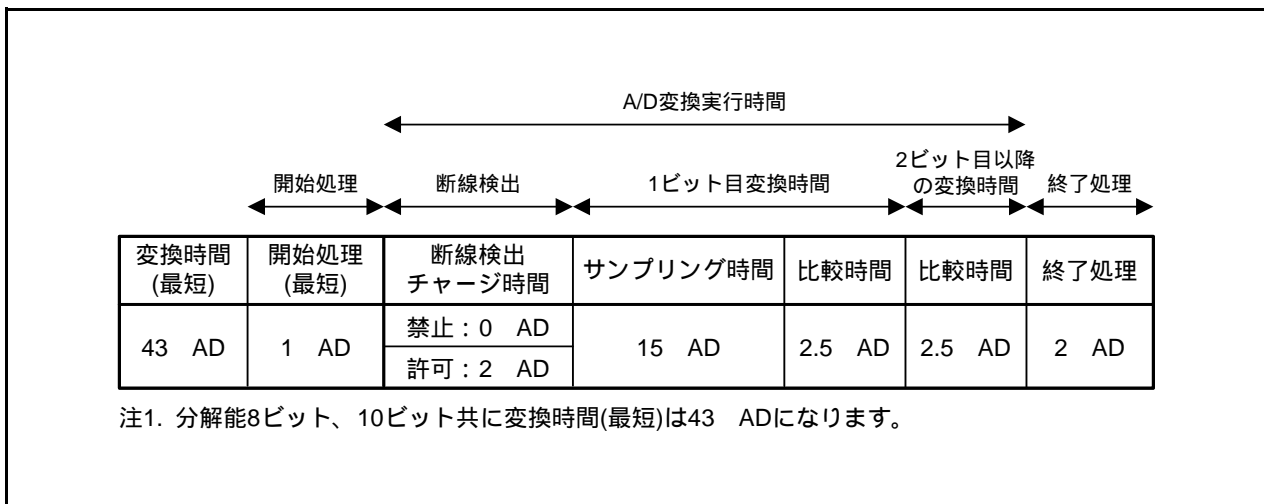 A/D変換実行時間
開始処理
断線検出
1ビット目変換時間
2ビット目以降
の変換時間
終了処理
変換時間
(最短)
開始処理
(最短)
断線検出
チャージ時間
サンプリング時間
比較時間
比較時間
終了処理
43 AD
1 AD
禁止：0 AD
許可：2 AD
15 AD
2.5 AD
2.5 AD
2 AD
注1. 分解能8ビット、10ビット共に変換時間(最短)は43 ADになります。